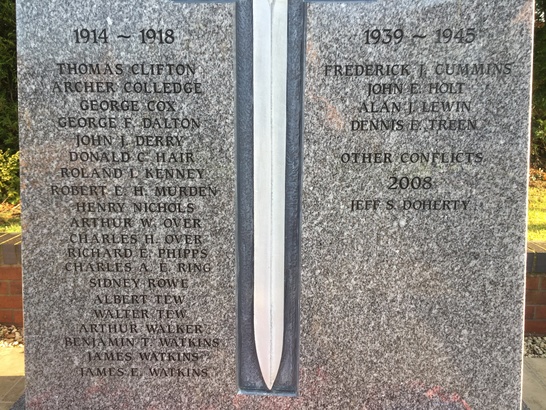 1914 ~ 1918
THOMAS CLIFTON
ARCHER COLLEDGE
GEORGE COX
GEORGE F. DALTON
JOHN J. DERRY
DONALD C. HAIR
ROLAND J. KENNEY
ROBERT E. H. MURDEN
HENRY NICHOLS
ARTHUR W. OVER
CHARLES H. OVER
RICHARD E. PHIPPS
CHARLES A. E. RING
SIDNEY ROWE
ALBERT TEW
WALTER TEW
ARTHUR WALKER
BENJAMIN T. WATKINS
JAMES WATKINS
JAMES E. WATKINS
1939 ~ 1945
FREDERICK J. CUMMINS
JOHN E. HOLT
ALAN J. LEWIN
DENNIS E. TREEN
OTHER CONFLICTS
2008
JEFF S. DOHERTY